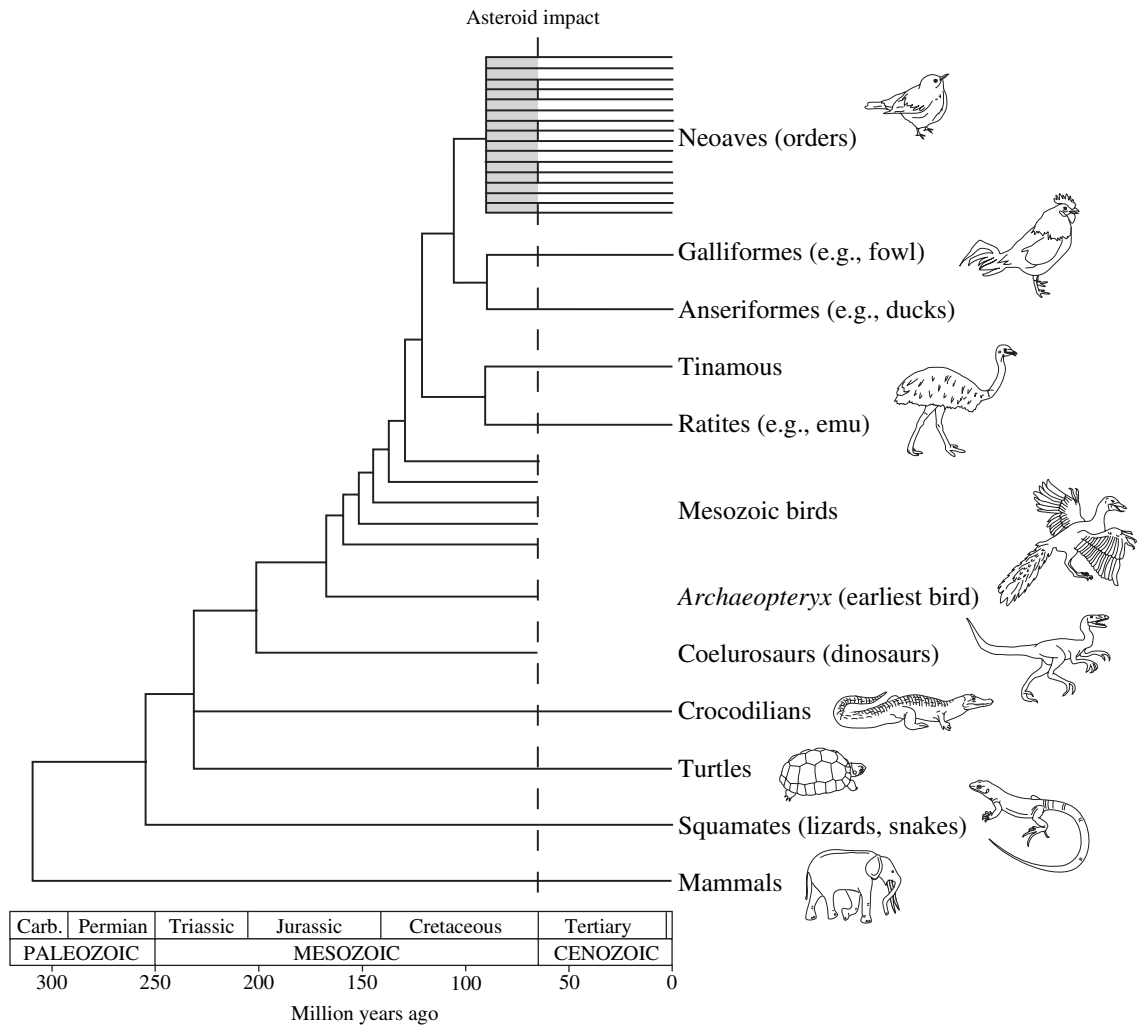 Asteroid impact
Neoaves (orders)
Galliformes (e.g., fowl)
Anseriformes (e.g., ducks)
Tinamous
Ratites (e.g., emu)
Mesozoic birds
Archaeopteryx (earliest bird)
Coelurosaurs (dinosaurs)
Crocodilians
Turtles
Squamates (lizards, snakes)
Mammals
Carb. Permian Triassic Jurassic Cretaceous Tertiary
PALEOZOIC MESOZOIC CENOZOIC
300 250 200 150 100 50 0
Million years ago